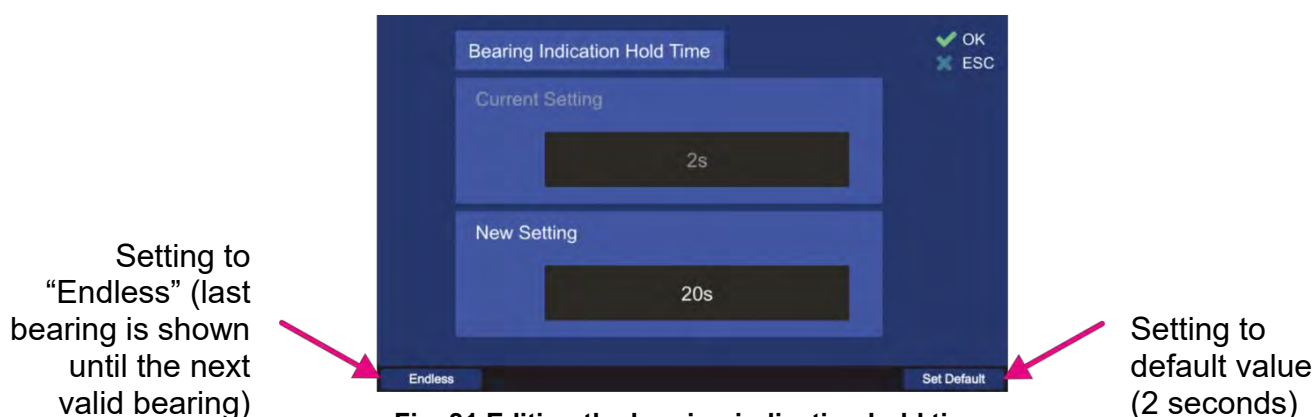 Bearing Indication Hold Time
OK
ESC
Current Setting
2s
New Setting
20s
Endless
Set Default
Setting to
“Endless” (last
bearing is shown
until the next
valid bearing)
Setting to
default value
(2 seconds)